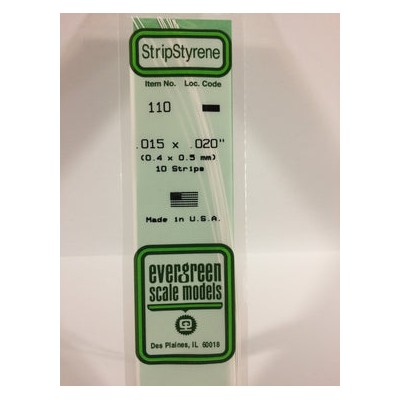 StripStyrene
Item No. Loc. Code
110
.015 x .020"
(0.4 x 0.5 mm)
10 Strips
Made in U.S.A.
evergreen
scale models
Des Plaines, IL 60018